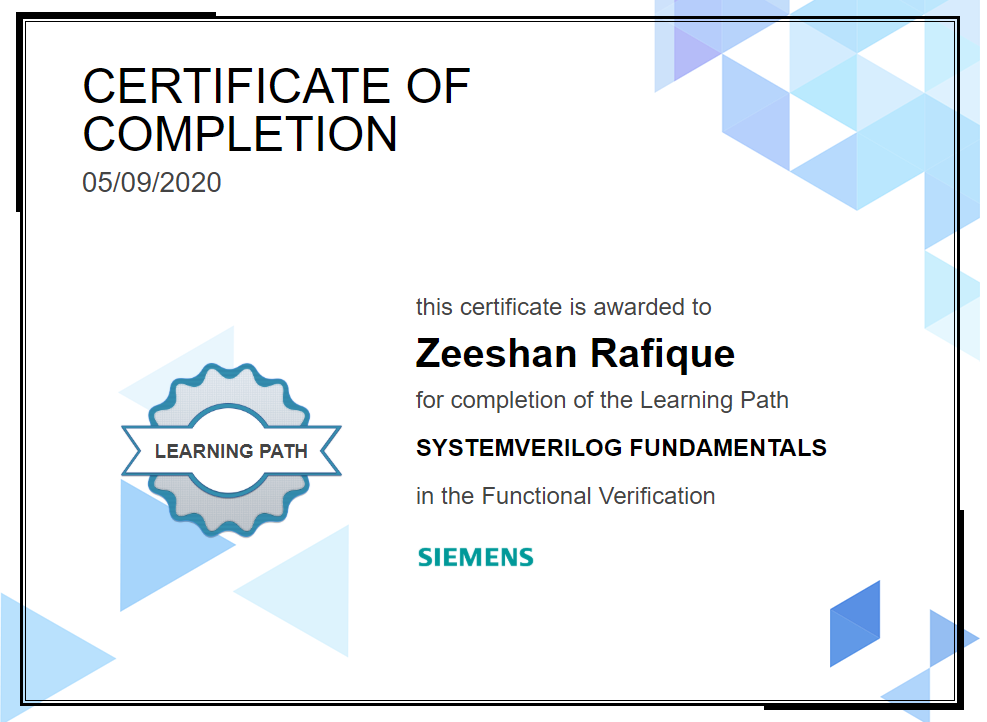 CERTIFICATE OF
COMPLETION
05/09/2020
this certificate is awarded to
Zeeshan Rafique
for completion of the Learning Path
LEARNING PATH
SYSTEMVERILOG FUNDAMENTALS
in the Functional Verification
SIEMENS